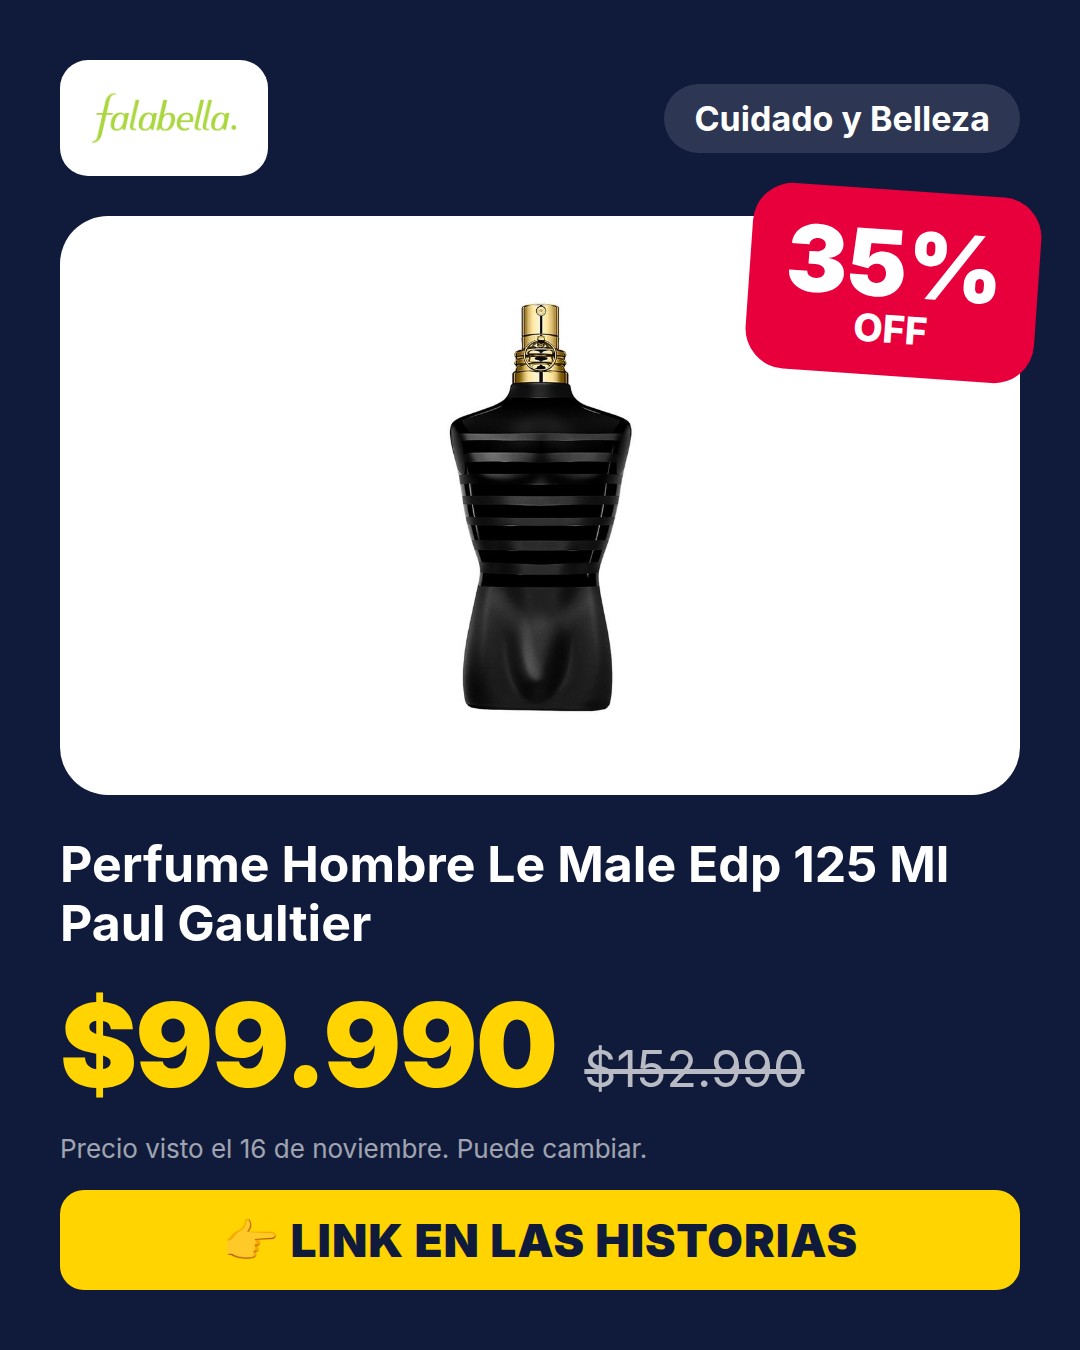 falabella.
Cuidado y Belleza
35%
OFF
Perfume Hombre Le Male Edp 125 Ml
Paul Gaultier
$99.990 $152.990
Precio visto el 16 de noviembre. Puede cambiar.
👉 LINK EN LAS HISTORIAS